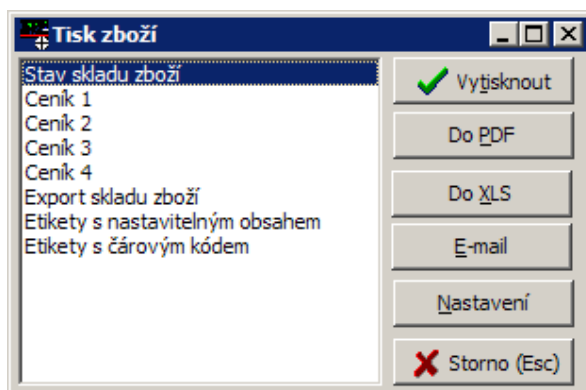 Tisk zboží
Stav skladu zboží
Ceník 1
Ceník 2
Ceník 3
Ceník 4
Export skladu zboží
Etikety s nastavitelným obsahem
Etikety s čárovým kódem
Vytisknout
Do PDF
Do XLS
E-mail
Nastavení
Storno (Esc)